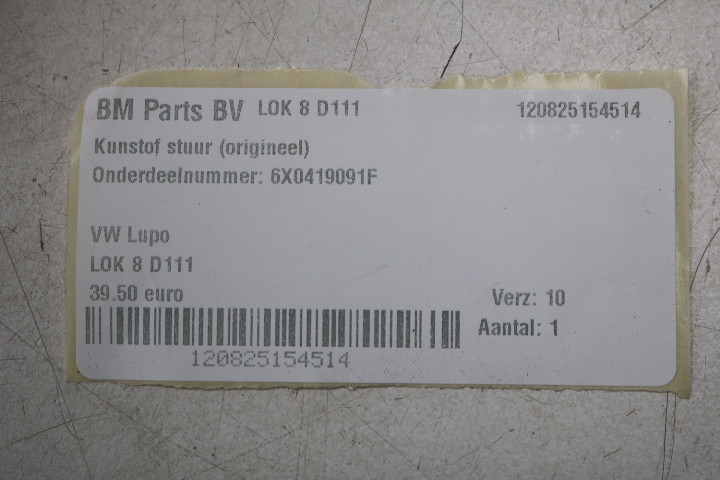 BM Parts BV LOK 8 D111 120825154514
Kunstof stuur (origineel)
Onderdeelnummer: 6X0419091F
VW Lupo
LOK 8 D111
39.50 euro Verz: 10
Aantal: 1
120825154514